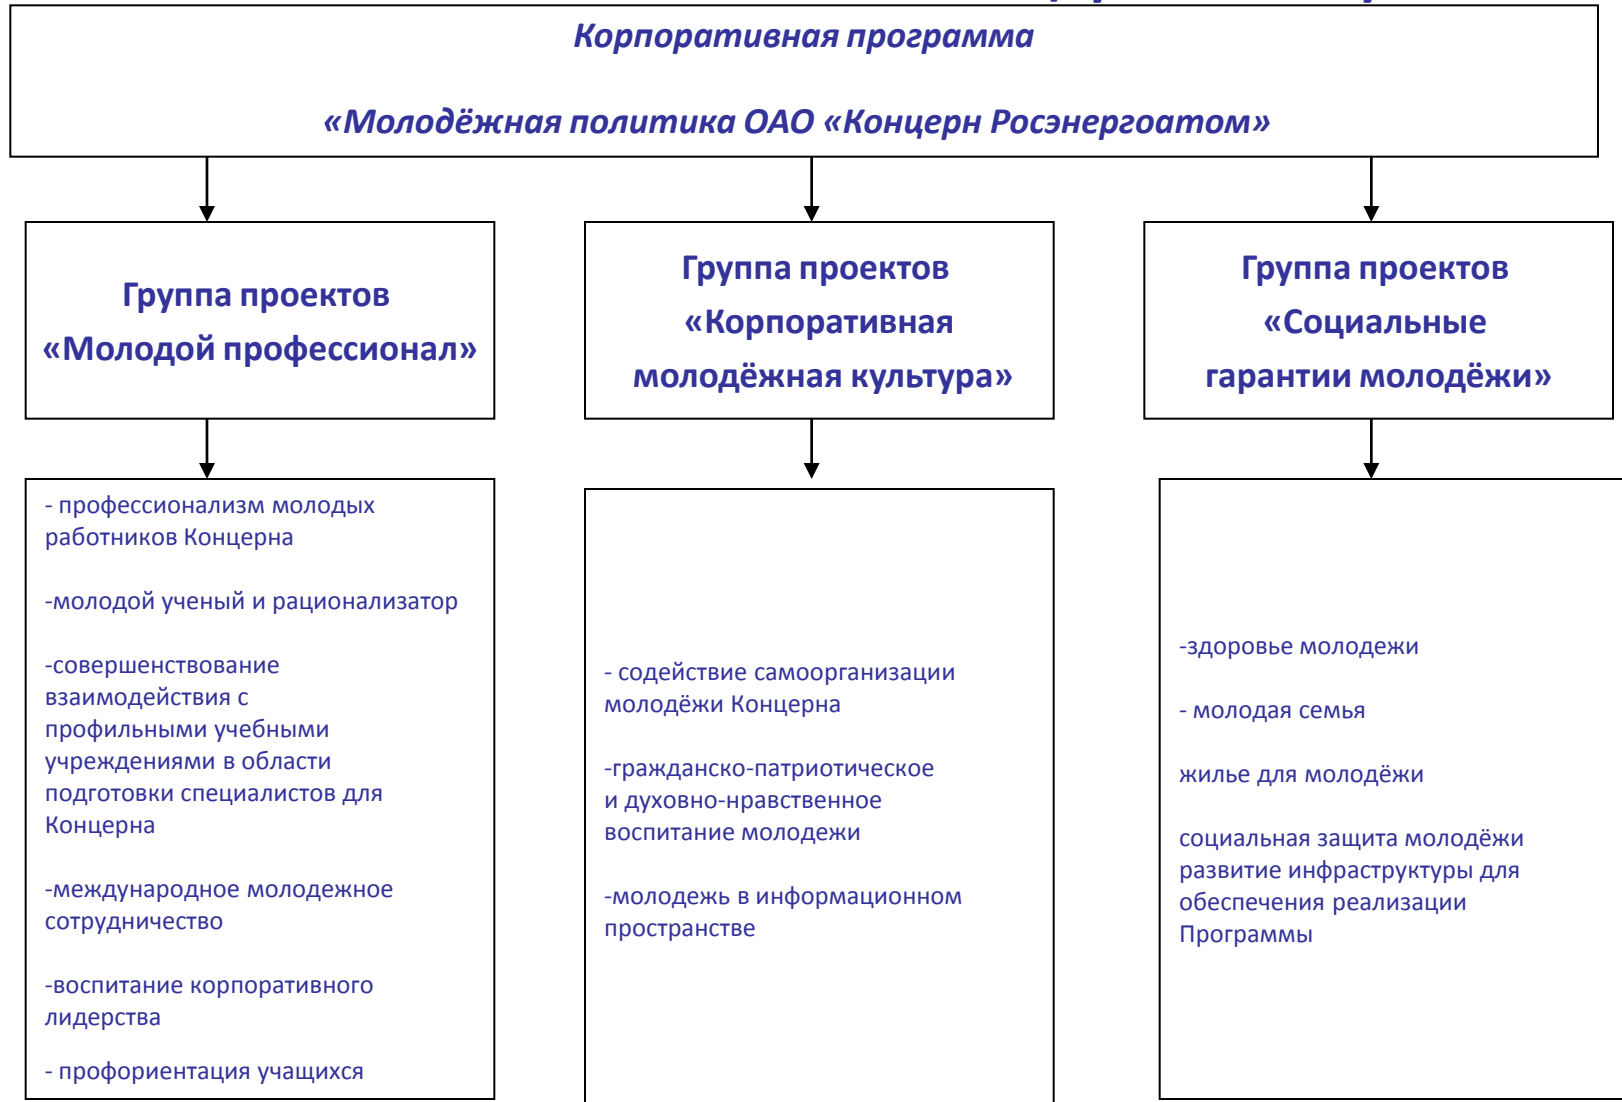 Корпоративная программа
«Молодёжная политика ОАО «Концерн Росэнергоатом»
Группа проектов
«Молодой профессионал»
Группа проектов
«Корпоративная
молодёжная культура»
Группа проектов
«Социальные
гарантии молодёжи»
- профессионализм молодых
работников Концерна
-молодой ученый и рационализатор
-совершенствование
взаимодействия с
профильными учебными
учреждениями в области
подготовки специалистов для
Концерна
-международное молодежное
сотрудничество
-воспитание корпоративного
лидерства
- профориентация учащихся
- содействие самоорганизации
молодёжи Концерна
-гражданско-патриотическое
и духовно-нравственное
воспитание молодежи
-молодежь в информационном
пространстве
-здоровье молодежи
- молодая семья
жилье для молодёжи
социальная защита молодёжи
развитие инфраструктуры для
обеспечения реализации
Программы